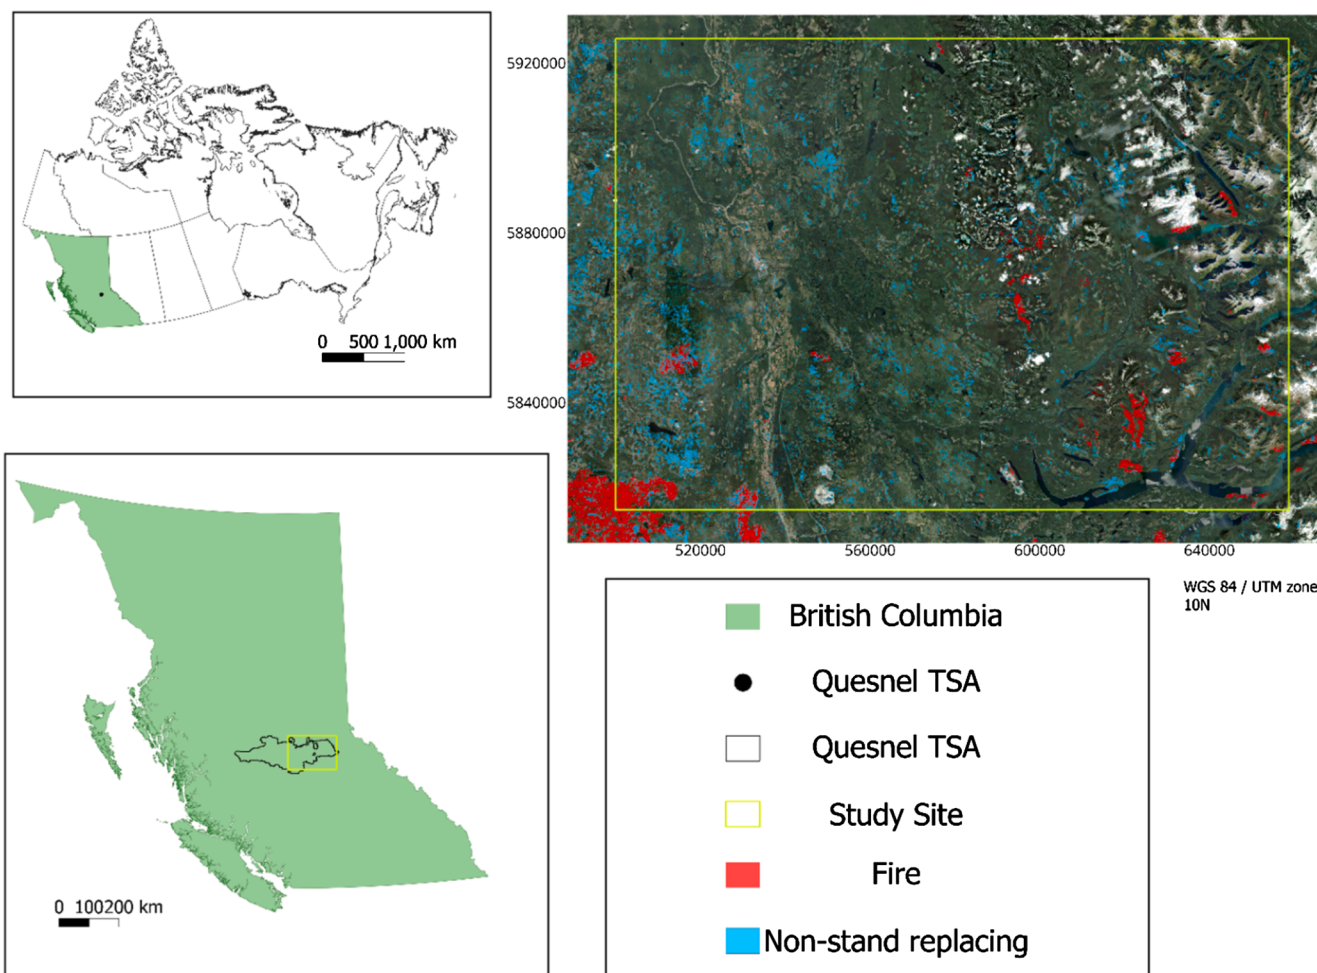 0 500 1,000 km
5920000
5880000
5840000
520000 560000 600000 640000
WGS 84 / UTM zone
10N
0 100200 km
British Columbia
Quesnel TSA
Quesnel TSA
Study Site
Fire
Non-stand replacing